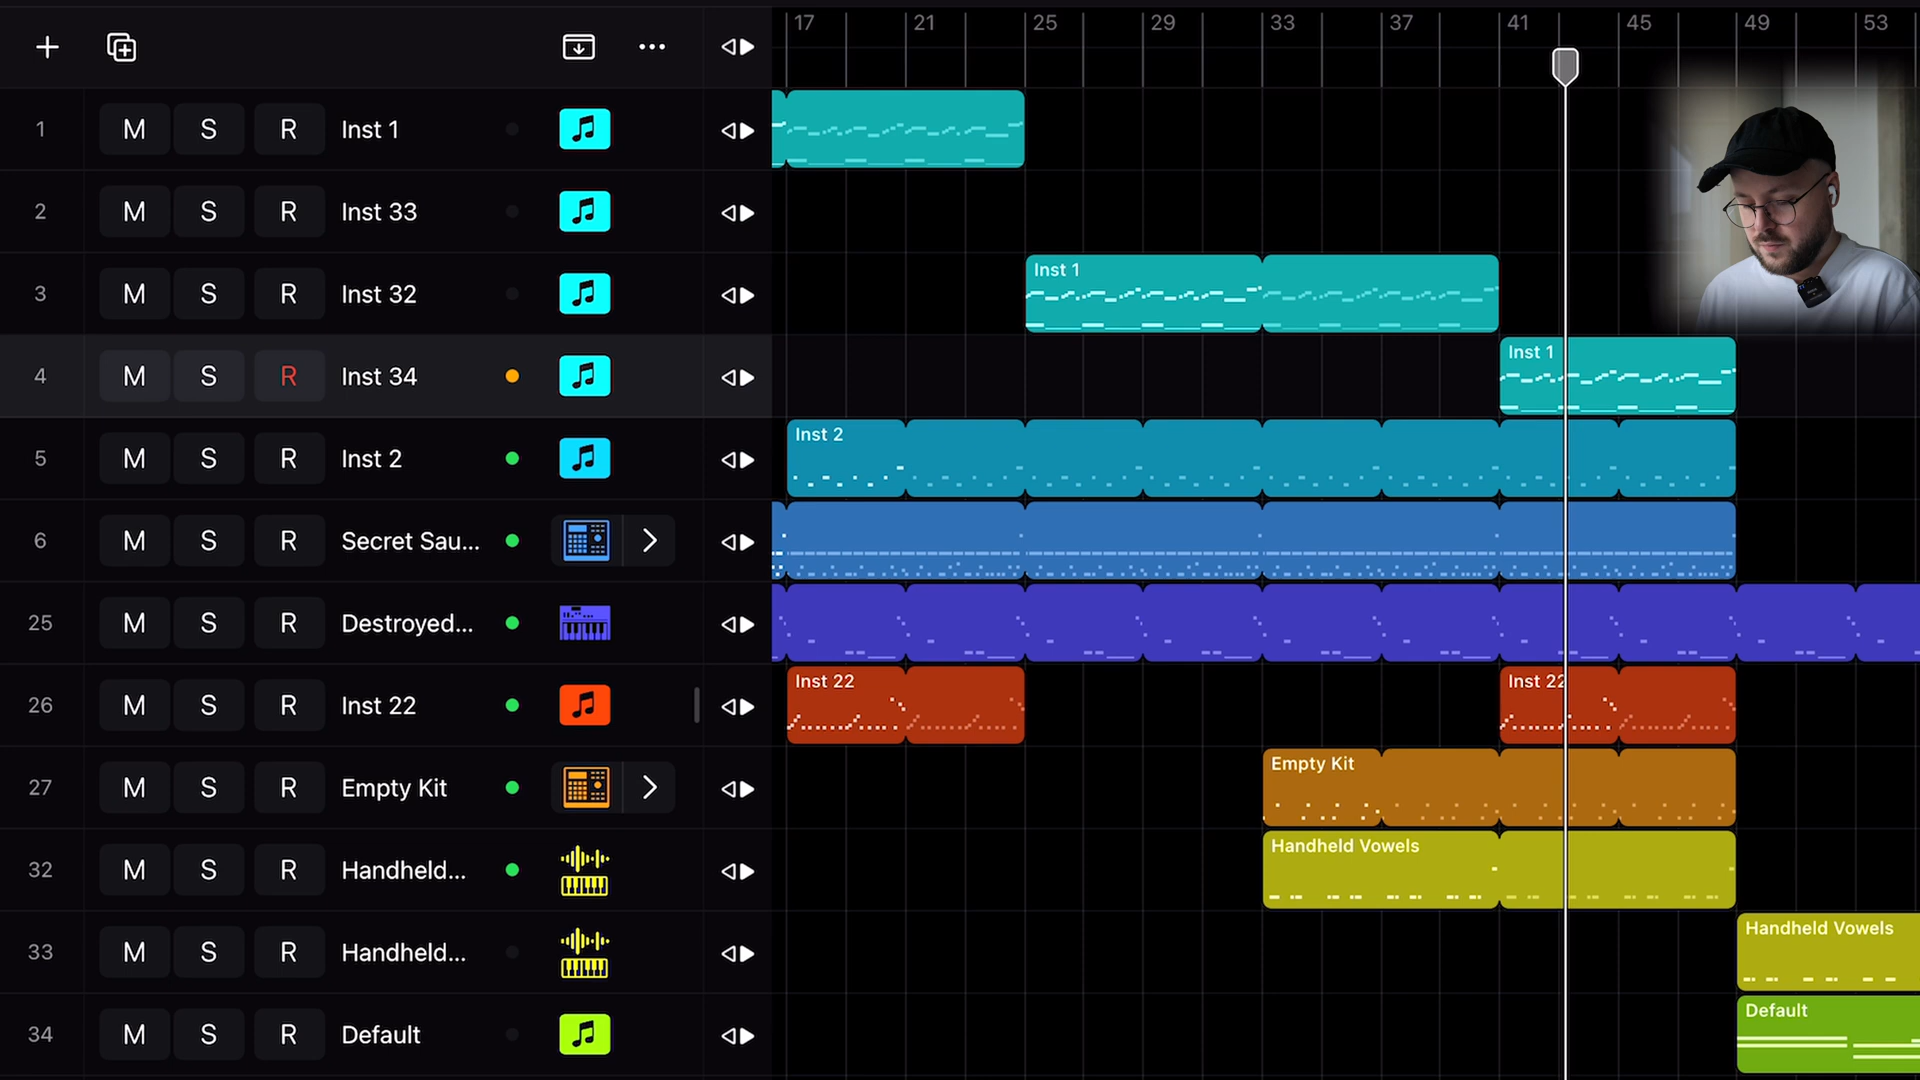 17 21 25 29 33 37 41 45 49 53
1 M S R Inst 1
2 M S R Inst 33
3 M S R Inst 32 Inst 1
4 M S R Inst 34 Inst 1
5 M S R Inst 2 Inst 2
6 M S R Secret Sau...
25 M S R Destroyed...
26 M S R Inst 22 Inst 22 Inst 22
27 M S R Empty Kit Empty Kit
32 M S R Handheld... Handheld Vowels
33 M S R Handheld... Handheld Vowels
34 M S R Default Default